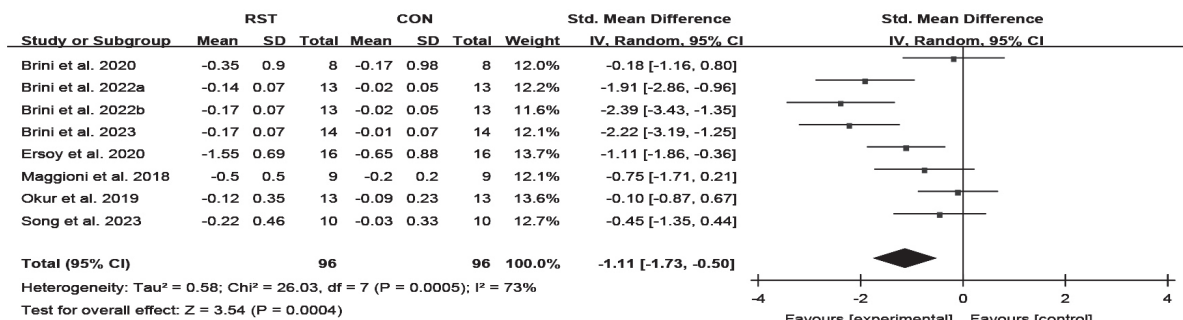 RST CON Std. Mean Difference Std. Mean Difference
Study or Subgroup Mean SD Total Mean SD Total Weight IV, Random, 95% CI IV, Random, 95% CI
Brini et al. 2020 -0.35 0.9 8 -0.17 0.98 8 12.0% -0.18 [-1.16, 0.80]
Brini et al. 2022a -0.14 0.07 13 -0.02 0.05 13 12.2% -1.91 [-2.86, -0.96]
Brini et al. 2022b -0.17 0.07 13 -0.02 0.05 13 11.6% -2.39 [-3.43, -1.35]
Brini et al. 2023 -0.17 0.07 14 -0.01 0.07 14 12.1% -2.22 [-3.19, -1.25]
Ersoy et al. 2020 -1.55 0.69 16 -0.65 0.88 16 13.7% -1.11 [-1.86, -0.36]
Maggioni et al. 2018 -0.5 0.5 9 -0.2 0.2 9 12.1% -0.75 [-1.71, 0.21]
Okur et al. 2019 -0.12 0.35 13 -0.09 0.23 13 13.6% -0.10 [-0.87, 0.67]
Song et al. 2023 -0.22 0.46 10 -0.03 0.33 10 12.7% -0.45 [-1.35, 0.44]
Total (95% CI) 96 96 100.0% -1.11 [-1.73, -0.50]
Heterogeneity: Tau² = 0.58; Chi² = 26.03, df = 7 (P = 0.0005); I² = 73%
-4 -2 0 2 4
Test for overall effect: Z = 3.54 (P = 0.0004)
Favours [experimental] Favours [control]